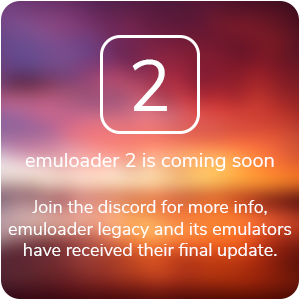 2
emuloader 2 is coming soon
Join the discord for more info,
emuloader legacy and its emulators
have received their final update.